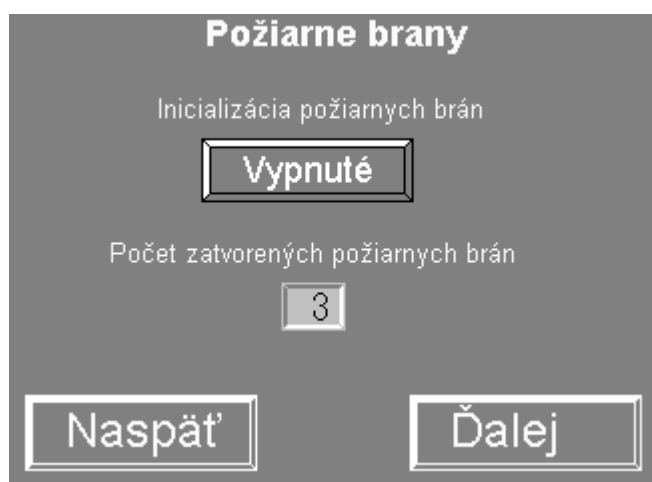 Požiarne brany
Inicializácia požiarnych brán
Vypnuté
Počet zatvorených požiarnych brán
3
Naspäť Ďalej